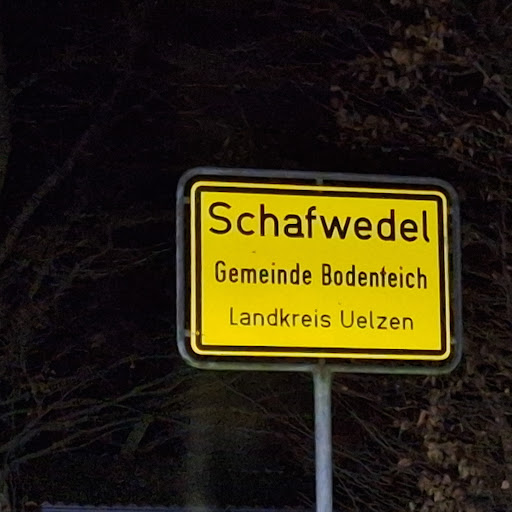 Schafwedel
Gemeinde Bodenteich
Landkreis Uelzen